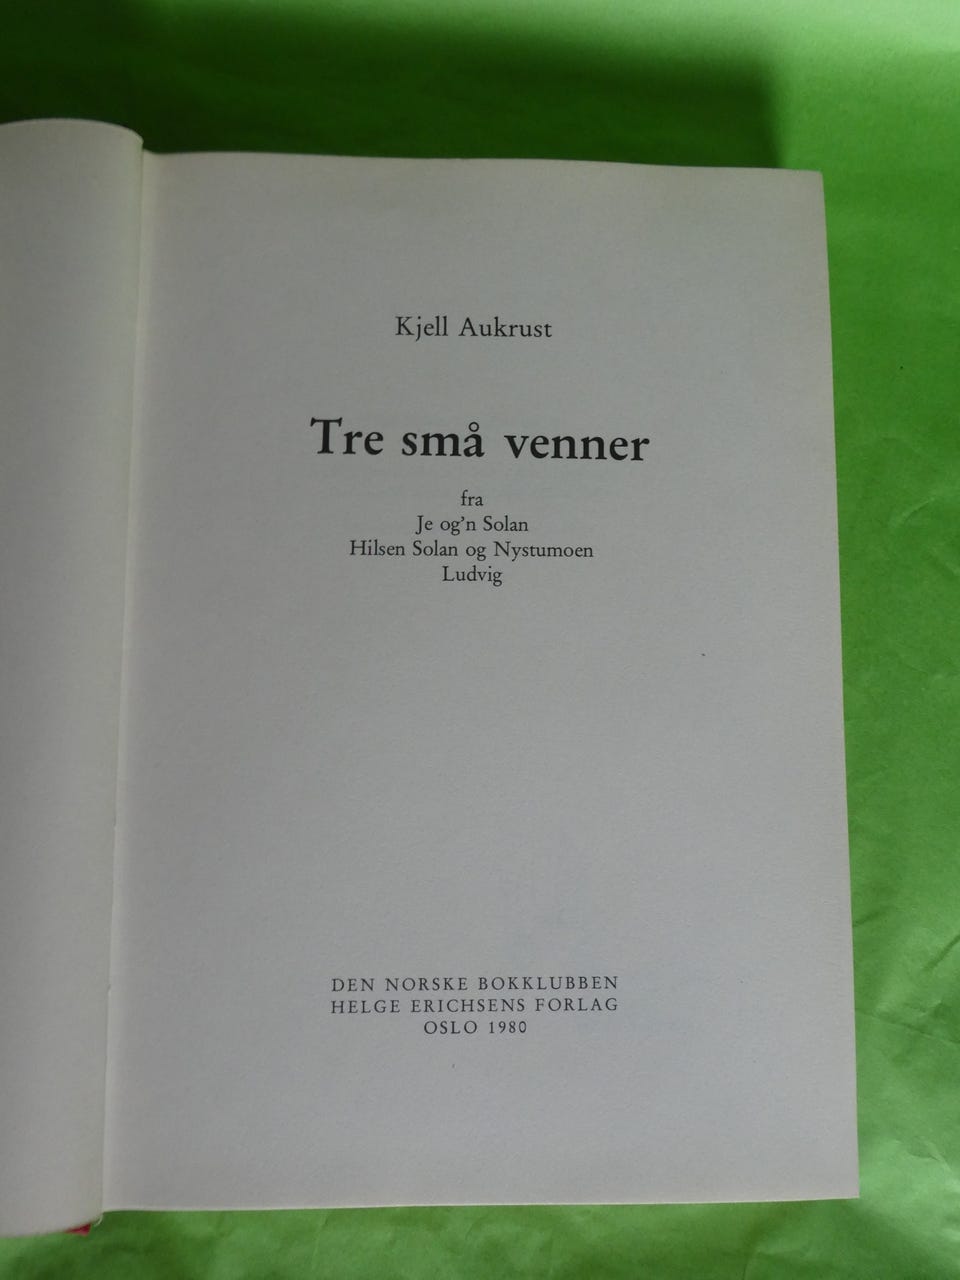 Kjell Aukrust
Tre små venner
fra
Je og'n Solan
Hilsen Solan og Nystumoen
Ludvig
DEN NORSKE BOKKLUBBEN
HELGE ERICHSENS FORLAG
OSLO 1980